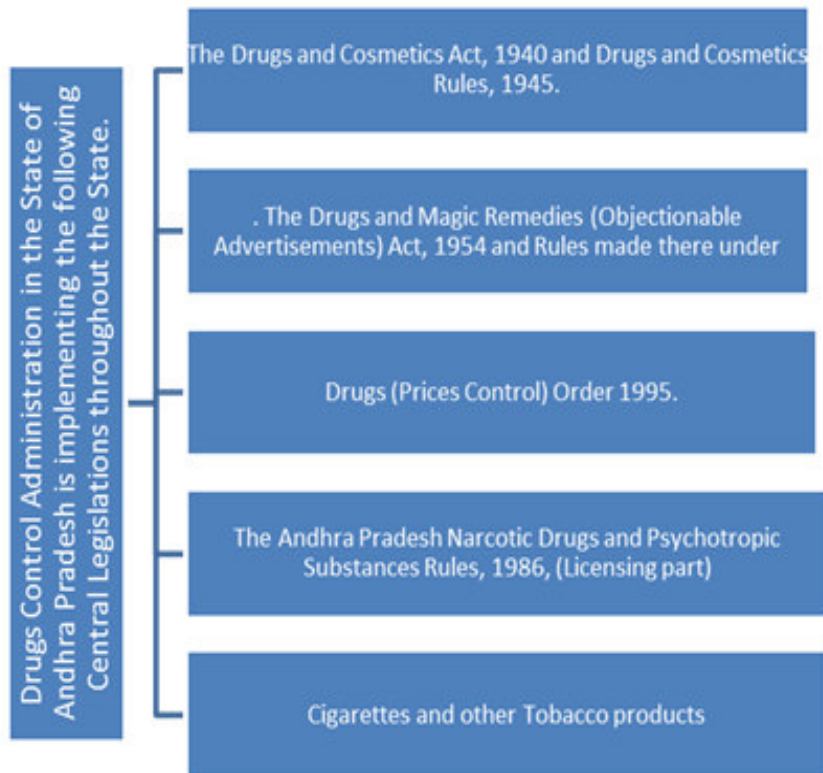 Drugs Control Administration in the State of
Andhra Pradesh is implementing the following
Central Legislations throughout the State.
The Drugs and Cosmetics Act, 1940 and Drugs and Cosmetics
Rules, 1945.
. The Drugs and Magic Remedies (Objectionable
Advertisements) Act, 1954 and Rules made there under
Drugs (Prices Control) Order 1995.
The Andhra Pradesh Narcotic Drugs and Psychotropic
Substances Rules, 1986, (Licensing part)
Cigarettes and other Tobacco products